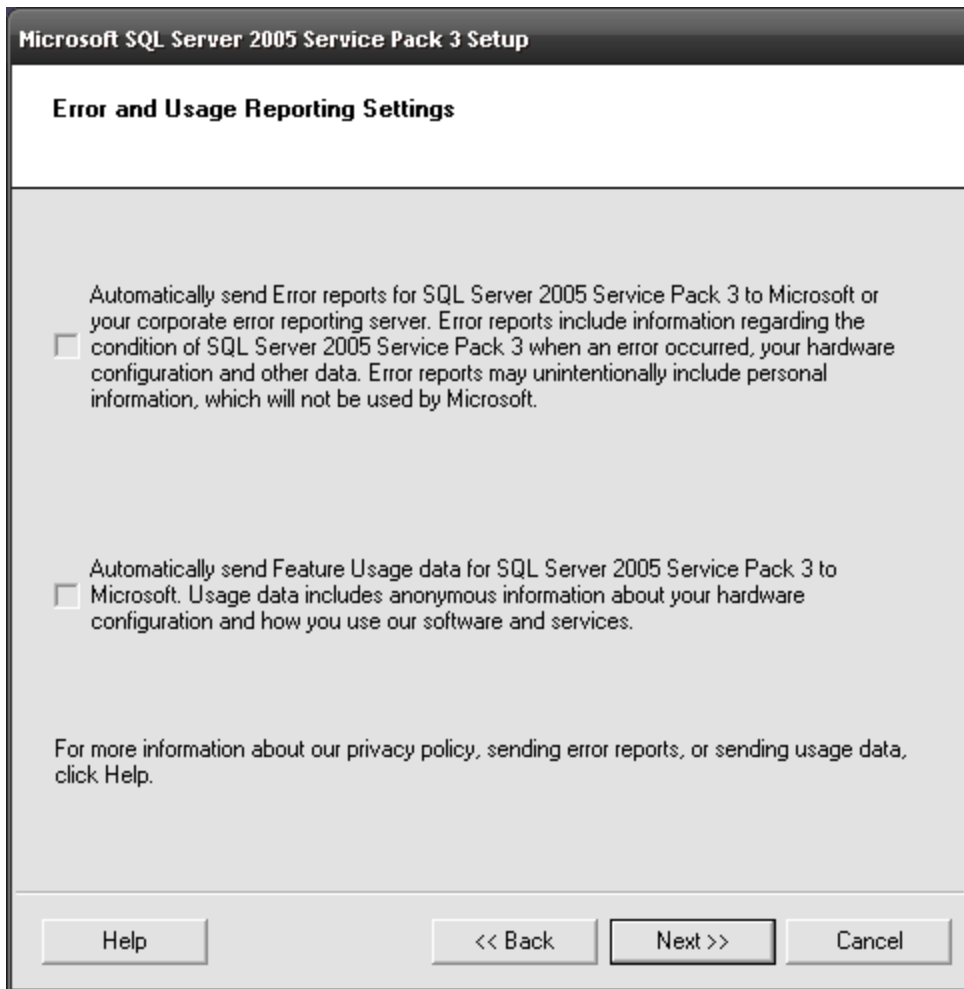 Microsoft SQL Server 2005 Service Pack 3 Setup
Error and Usage Reporting Settings
Automatically send Error reports for SQL Server 2005 Service Pack 3 to Microsoft or
your corporate error reporting server. Error reports include information regarding the
condition of SQL Server 2005 Service Pack 3 when an error occurred, your hardware
configuration and other data. Error reports may unintentionally include personal
information, which will not be used by Microsoft.
Automatically send Feature Usage data for SQL Server 2005 Service Pack 3 to
Microsoft. Usage data includes anonymous information about your hardware
configuration and how you use our software and services.
For more information about our privacy policy, sending error reports, or sending usage data,
click Help.
Help << Back Next >> Cancel